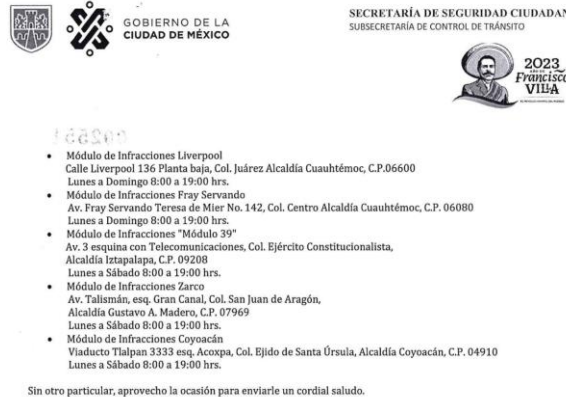 GOBIERNO DE LA
CIUDAD DE MÉXICO
SECRETARÍA DE SEGURIDAD CIUDADAN
SUBSECRETARÍA DE CONTROL DE TRÁNSITO
2023
Francisco
VILLA
• Módulo de Infracciones Liverpool
Calle Liverpool 136 Planta baja, Col. Juárez Alcaldía Cuauhtémoc, C.P.06600
Lunes a Domingo 8:00 a 19:00 hrs.
• Módulo de Infracciones Fray Servando
Av. Fray Servando Teresa de Mier No. 142, Col. Centro Alcaldía Cuauhtémoc, C.P. 06080
Lunes a Domingo 8:00 a 19:00 hrs.
• Módulo de Infracciones "Módulo 39"
Av. 3 esquina con Telecomunicaciones, Col. Ejército Constitucionalista,
Alcaldía Iztapalapa, C.P. 09208
Lunes a Sábado 8:00 a 19:00 hrs.
• Módulo de Infracciones Zarco
Av. Talismán, esq. Gran Canal, Col. San Juan de Aragón,
Alcaldía Gustavo A. Madero, C.P. 07969
Lunes a Sábado 8:00 a 19:00 hrs.
• Módulo de Infracciones Coyoacán
Viaducto Tlalpan 3333 esq. Acoxpa, Col. Ejido de Santa Úrsula, Alcaldía Coyoacán, C.P. 04910
Lunes a Sábado 8:00 a 19:00 hrs.
Sin otro particular, aprovecho la ocasión para enviarle un cordial saludo.